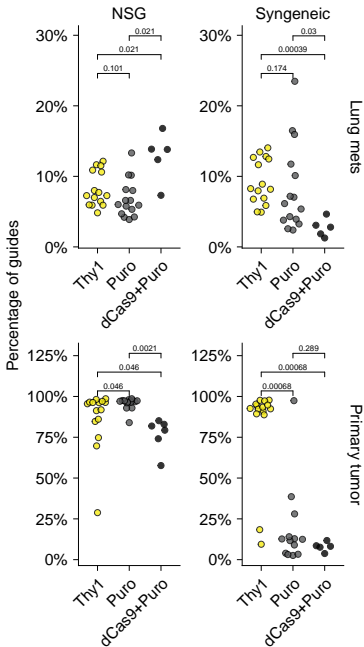 NSG
Syngeneic
0.021
0.021
0.101
0.03
0.00039
0.174
30%
20%
10%
0%
30%
20%
10%
0%
Lung mets
Thy1
Puro
dCas9+Puro
Thy1
Puro
dCas9+Puro
Percentage of guides
0.0021
0.046
0.046
0.289
0.00068
0.00068
125%
100%
75%
50%
25%
0%
125%
100%
75%
50%
25%
0%
Primary tumor
Thy1
Puro
dCas9+Puro
Thy1
Puro
dCas9+Puro